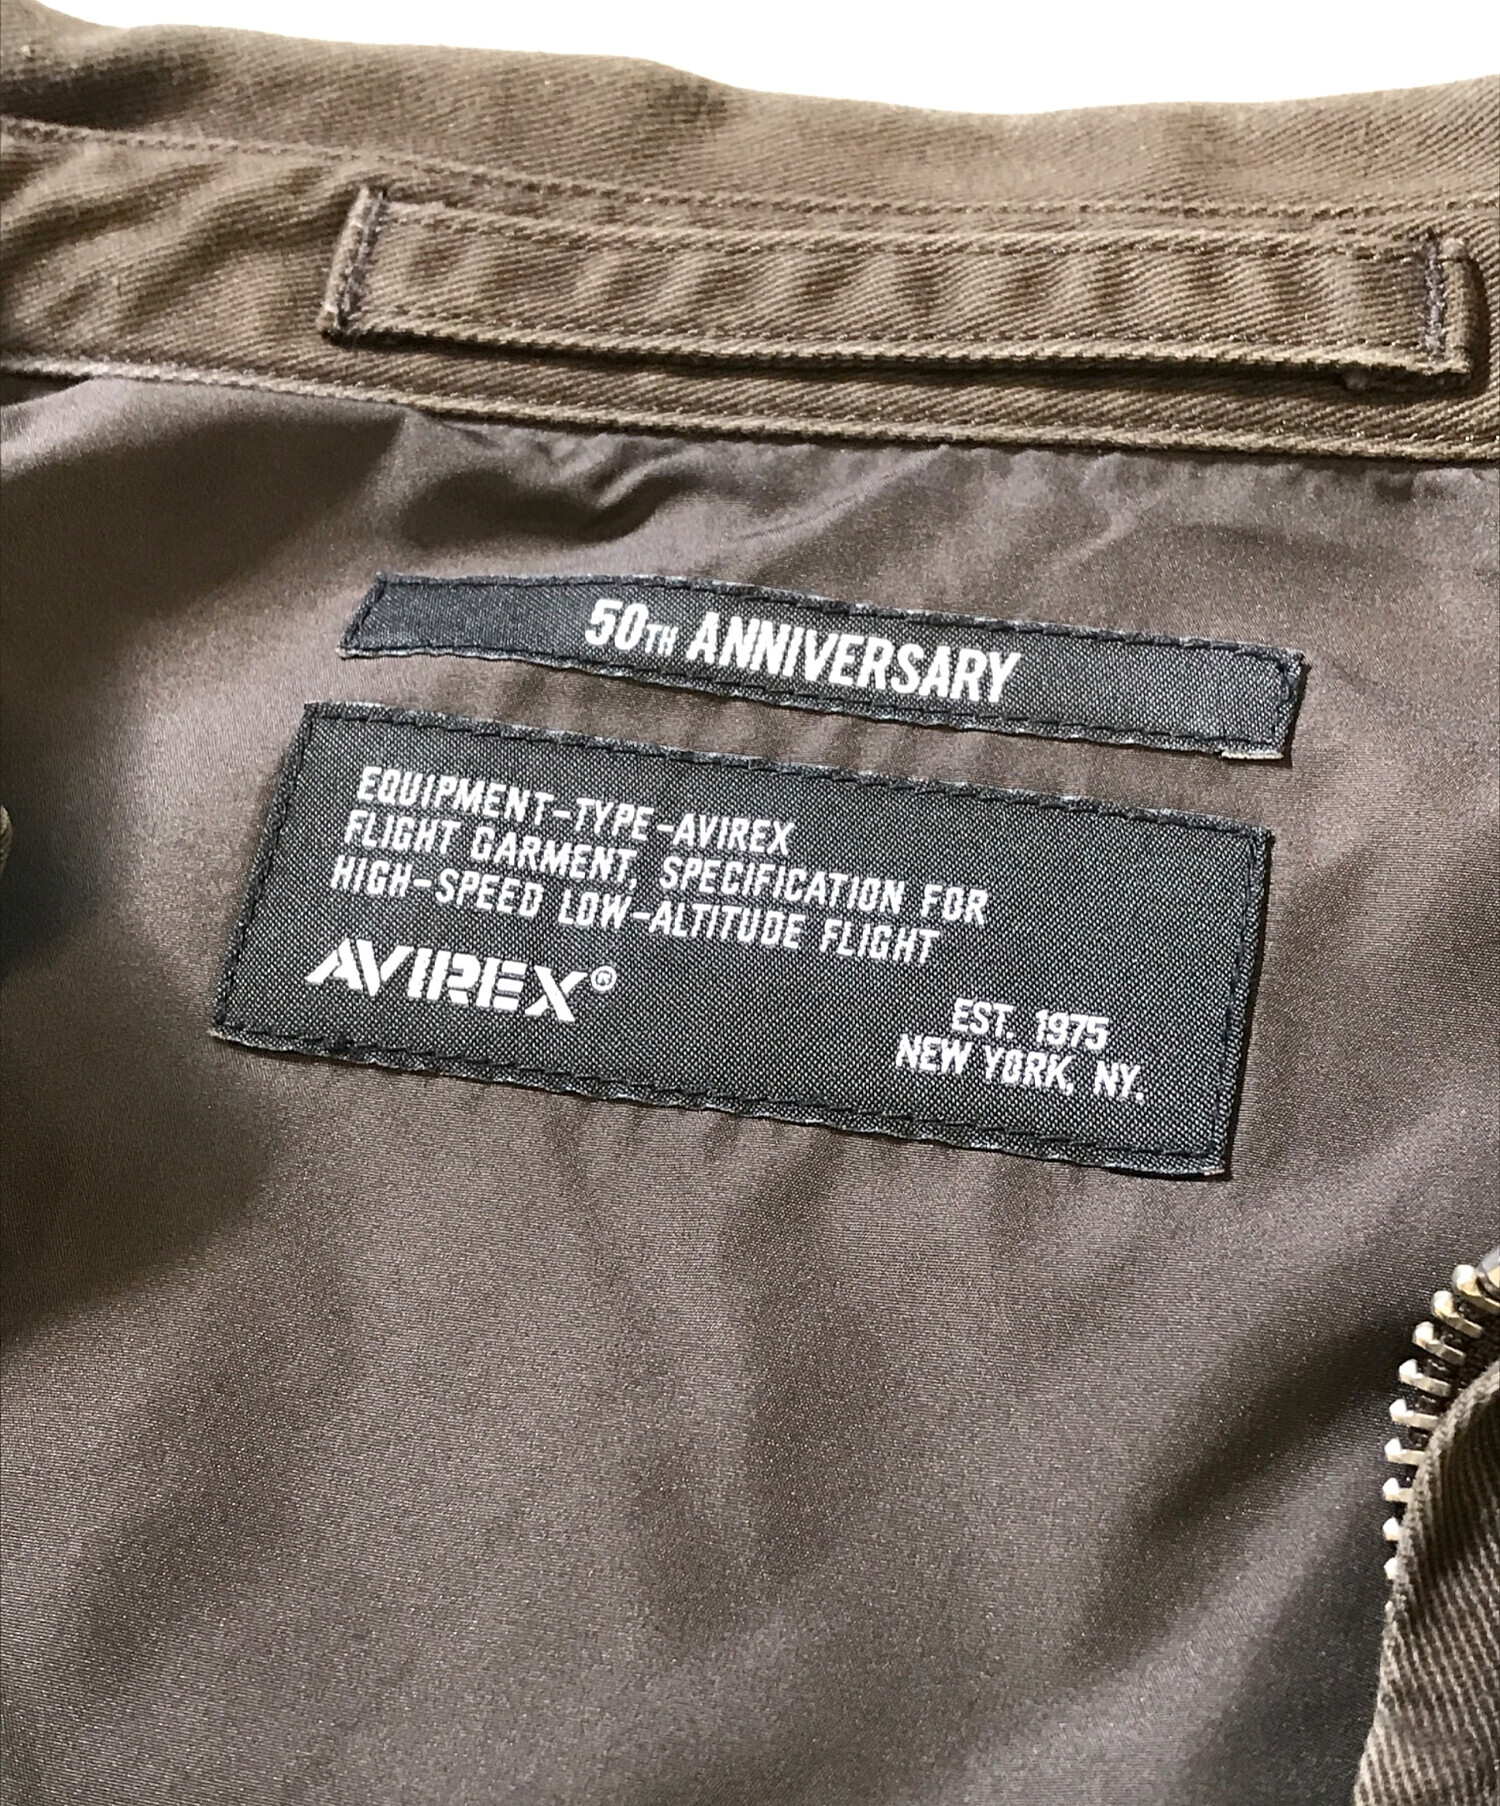 50TH ANNIVERSARY
EQUIPMENT-TYPE-AVIREX
FLIGHT GARMENT, SPECIFICATION FOR
HIGH-SPEED LOW-ALTITUDE FLIGHT
AVIREX®
EST. 1975
NEW YORK, NY.